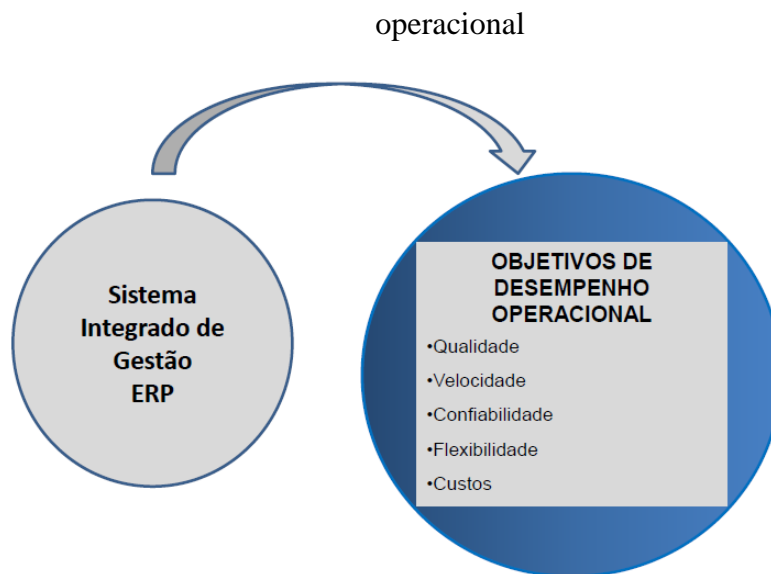 operacional
Sistema
Integrado de
Gestão
ERP
OBJETIVOS DE
DESEMPENHO
OPERACIONAL
•Qualidade
•Velocidade
•Confiabilidade
•Flexibilidade
•Custos